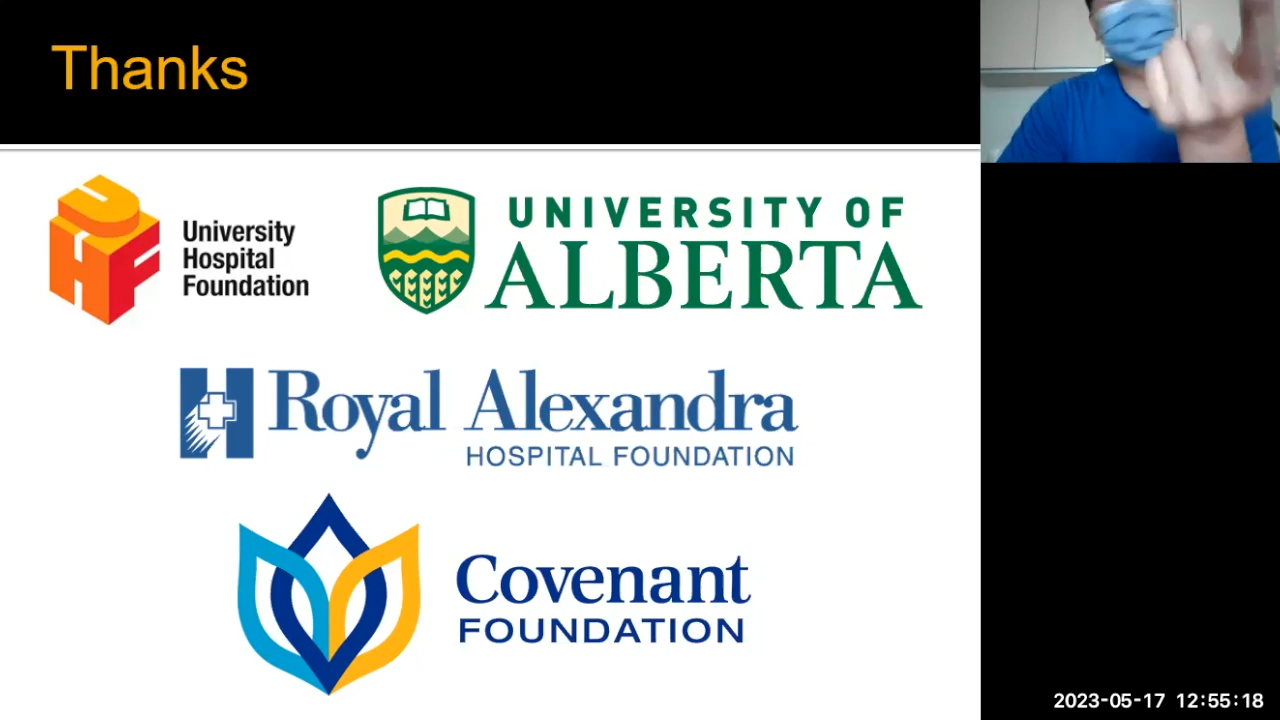 Thanks
University
Hospital
Foundation
UNIVERSITY OF
ALBERTA
Royal Alexandra
HOSPITAL FOUNDATION
Covenant
FOUNDATION
2023-05-17 12:55:18